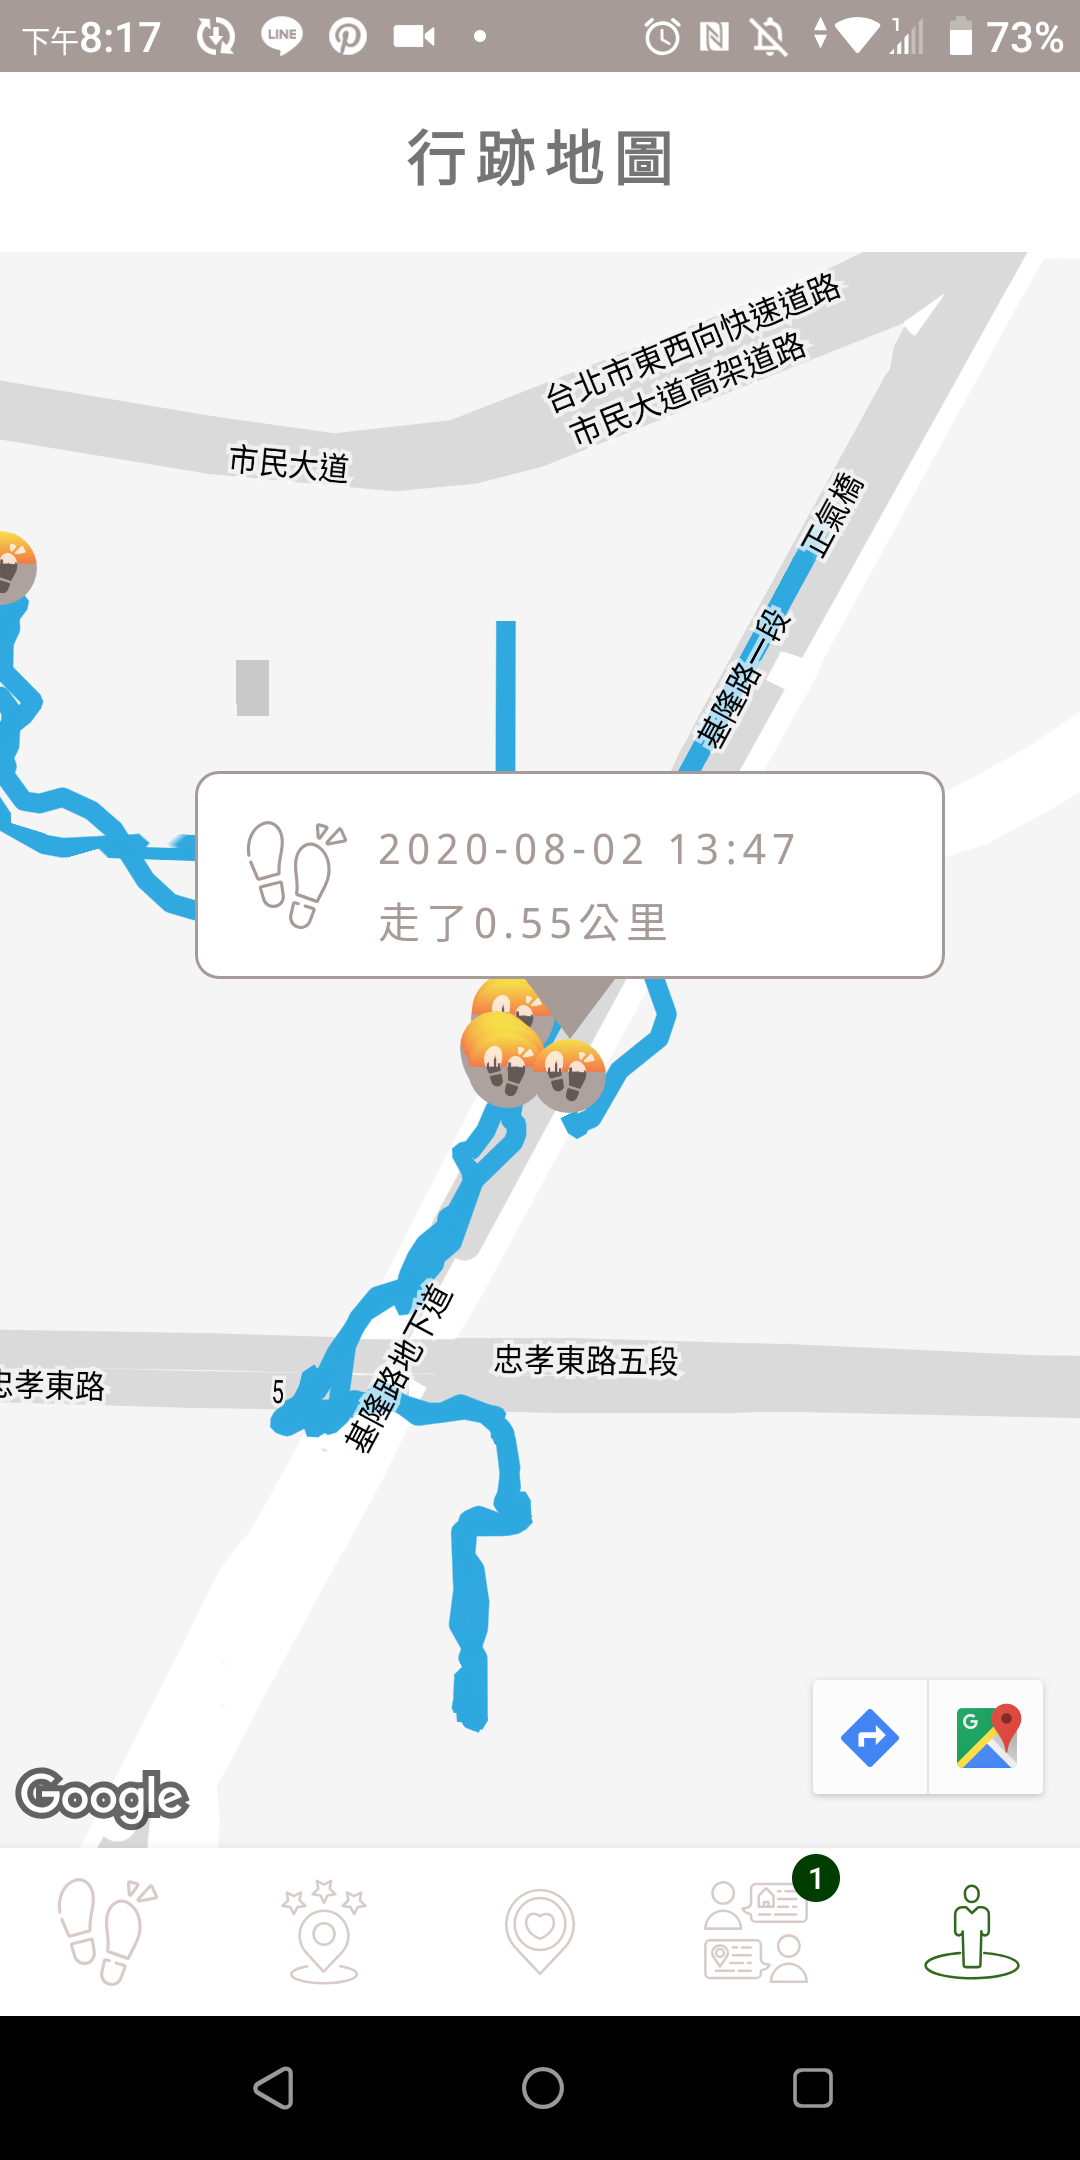 下午8:17
LINE
1
73%
行跡地圖
台北市東西向快速道路
市民大道高架道路
市民大道
正氣橋
基隆路一段
2020-08-02 13:47
走了0.55公里
基隆路地下道
忠孝東路五段
忠孝東路
5
G
Google
1